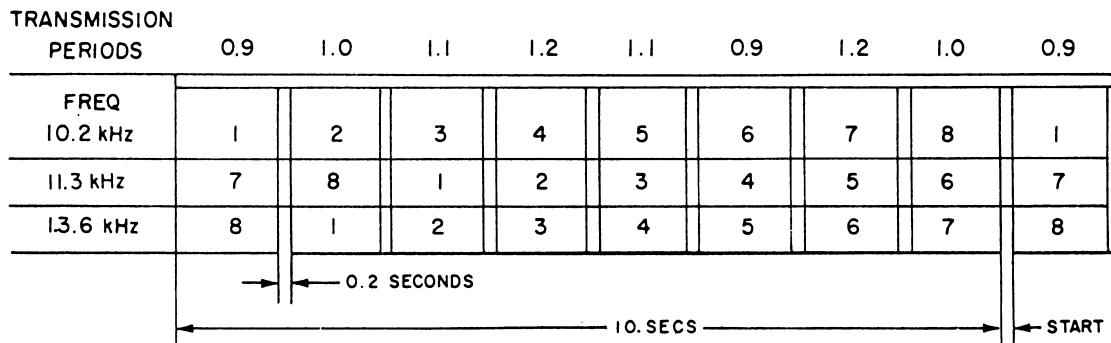 TRANSMISSION
PERIODS 0.9 1.0 1.1 1.2 1.1 0.9 1.2 1.0 0.9
FREQ
10.2 kHz 1 2 3 4 5 6 7 8 1
11.3 kHz 7 8 1 2 3 4 5 6 7
13.6 kHz 8 1 2 3 4 5 6 7 8
0.2 SECONDS
10. SECS START